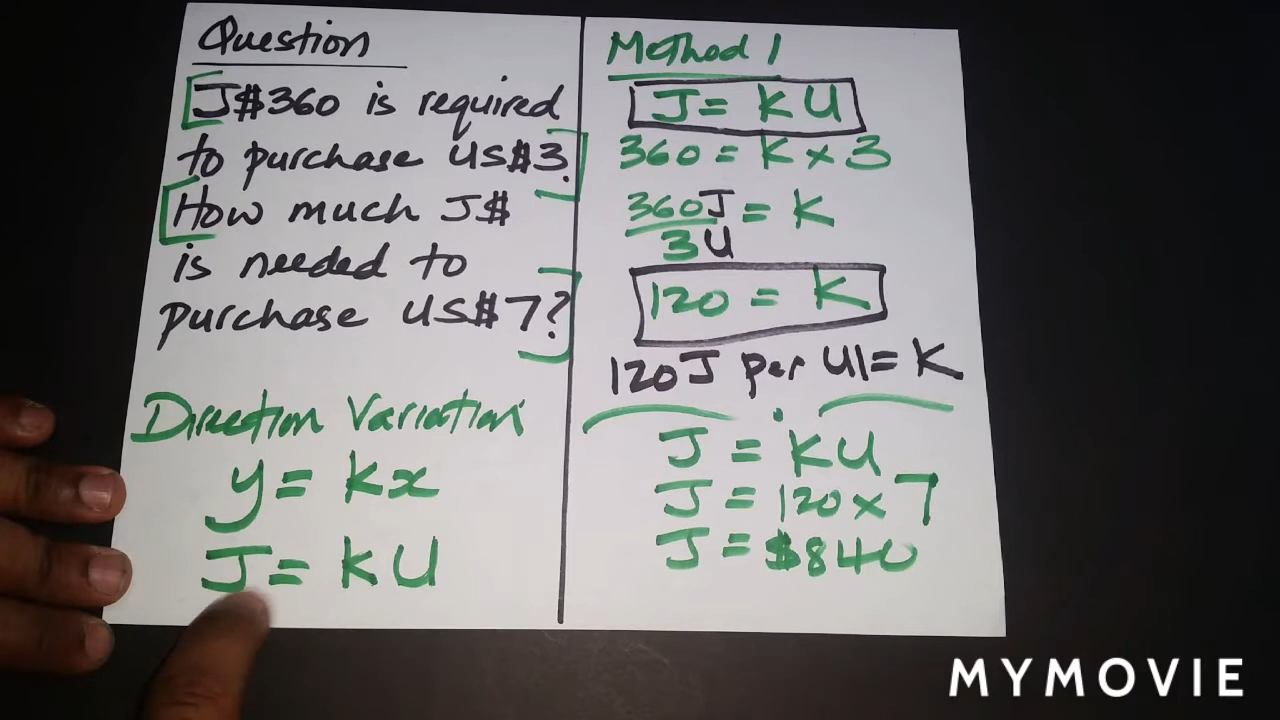 Question
J$360 is required
to purchase US$3.
How much J$
is needed to
purchase US$7?
Direction Variation
y = kx
J = KU
Method 1
J = KU
360 = K x 3
360J = K
3U
120 = K
120J per U1 = K
J = KU
J = 120 x 7
J = $840
MYMOVIE